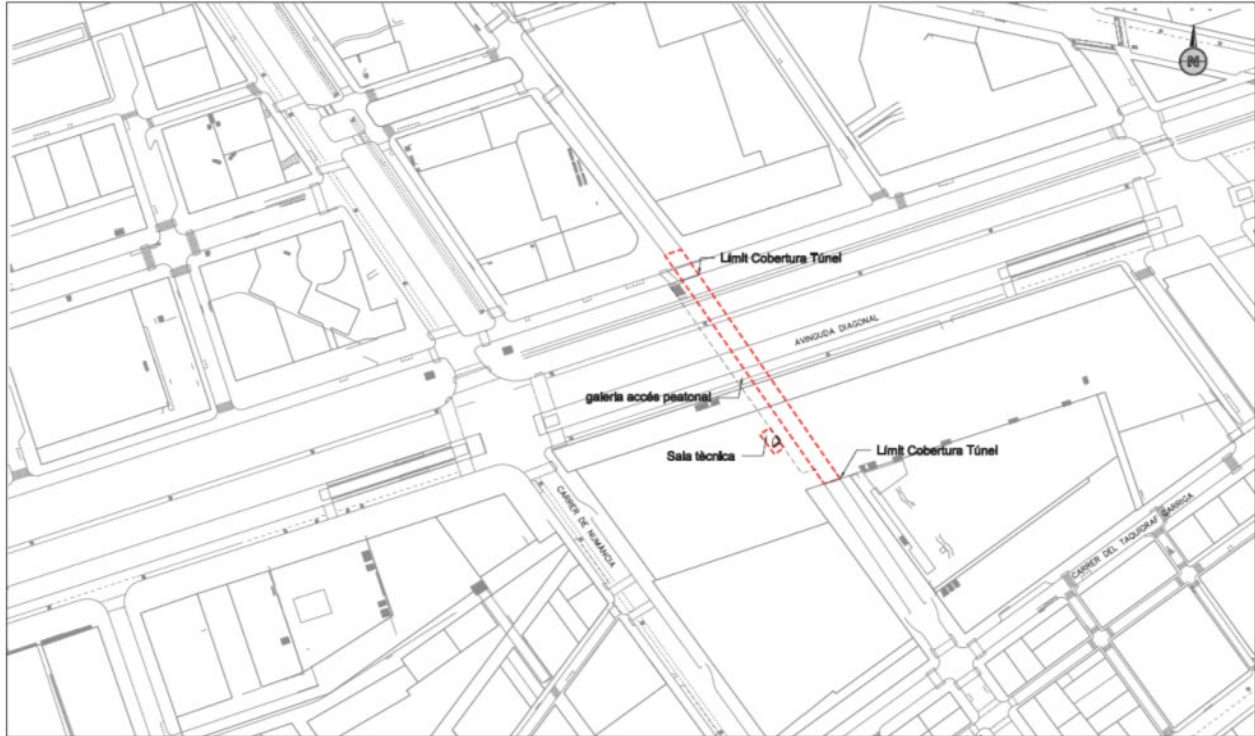 N
Límit Cobertura Túnel
AVINGUDA DIAGONAL
galeria accés peatonal
Sala tècnica
Límit Cobertura Túnel
CARRER DE NUMÀNCIA
CARRER DEL TAQUÍGRAF GARRIGA